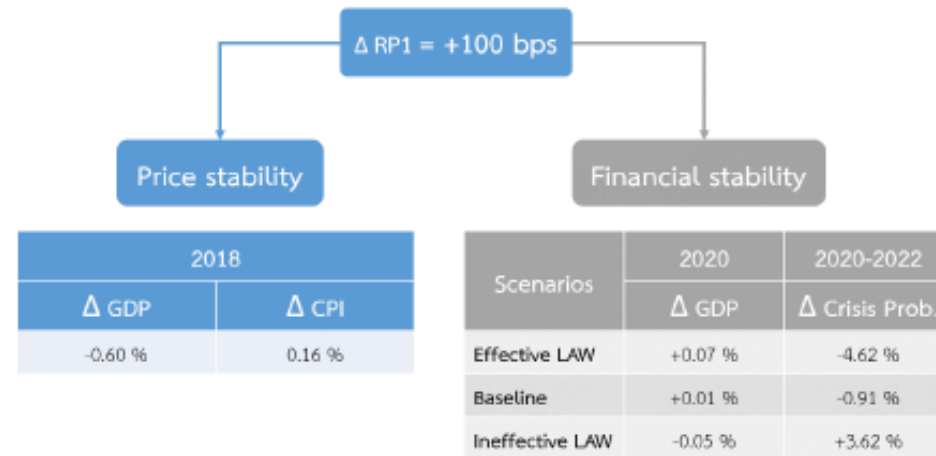 Δ RP1 = +100 bps
Price stability
Financial stability
2018
Δ GDP Δ CPI
-0.60 % 0.16 %
Scenarios 2020 2020-2022
Δ GDP Δ Crisis Prob.
Effective LAW +0.07 % -4.62 %
Baseline +0.01 % -0.91 %
Ineffective LAW -0.05 % +3.62 %